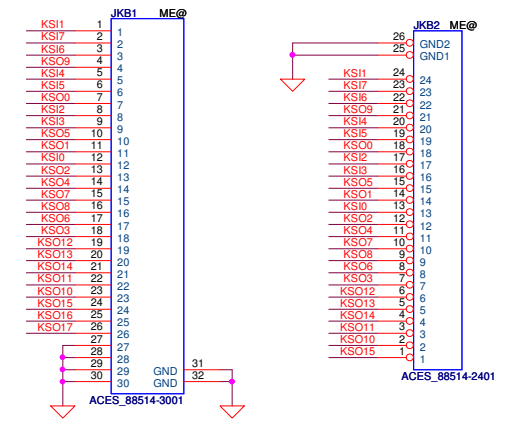 JKB1 ME@
KSI1 1 1
KSI7 2 2
KSI6 3 3
KSO9 4 4
KSI4 5 5
KSI5 6 6
KSO0 7 7
KSI2 8 8
KSI3 9 9
KSO5 10 10
KSO1 11 11
KSI0 12 12
KSO2 13 13
KSO4 14 14
KSO7 15 15
KSO8 16 16
KSO6 17 17
KSO3 18 18
KSO12 19 19
KSO13 20 20
KSO14 21 21
KSO11 22 22
KSO10 23 23
KSO15 24 24
KSO16 25 25
KSO17 26 26
27 27
28 28
29 29 GND 31
30 30 GND 32
ACES_88514-3001
JKB2 ME@
26 GND2
25 GND1
KSI1 24 24
KSI7 23 23
KSI6 22 22
KSO9 21 21
KSI4 20 20
KSI5 19 19
KSO0 18 18
KSI2 17 17
KSI3 16 16
KSO5 15 15
KSO1 14 14
KSI0 13 13
KSO2 12 12
KSO4 11 11
KSO7 10 10
KSO8 9 9
KSO6 8 8
KSO3 7 7
KSO12 6 6
KSO13 5 5
KSO14 4 4
KSO11 3 3
KSO10 2 2
KSO15 1 1
ACES_88514-2401